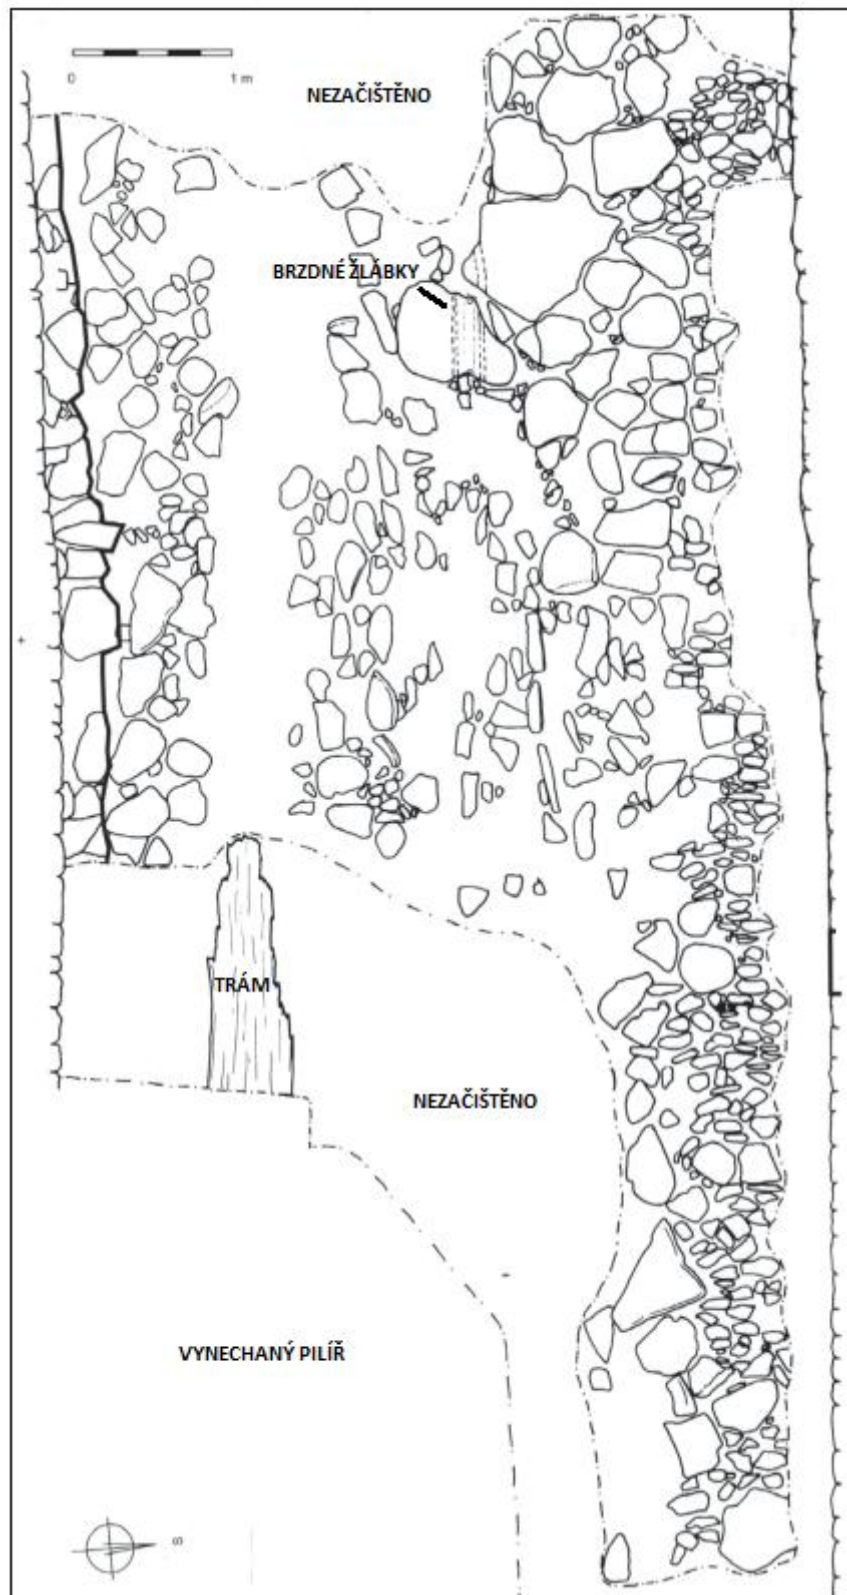 0 1 m
NEZAČIŠTĚNO
BRZDNÉ ŽLÁBKY
TRÁM
NEZAČIŠTĚNO
VYNECHANÝ PILÍŘ
S